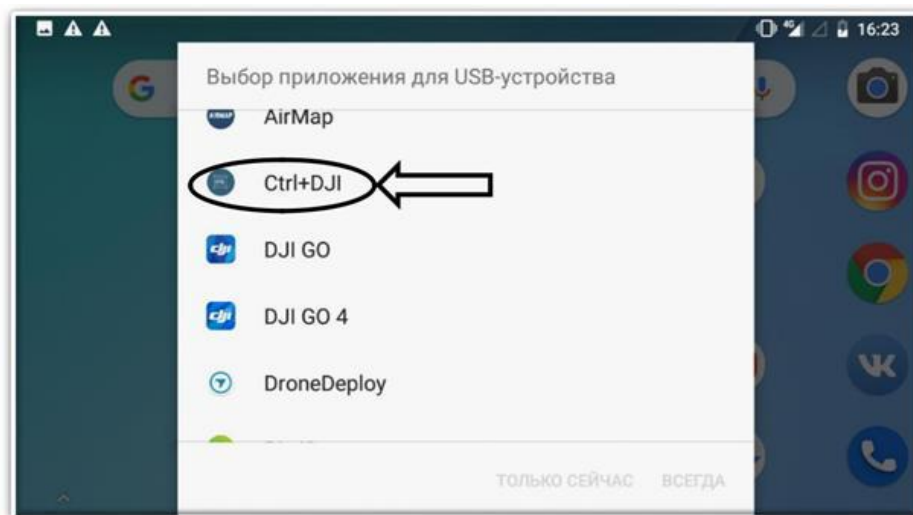 4G
16:23
Выбор приложения для USB-устройства
AirMap
Ctrl+DJI
DJI GO
DJI GO 4
DroneDeploy
ТОЛЬКО СЕЙЧАС ВСЕГДА